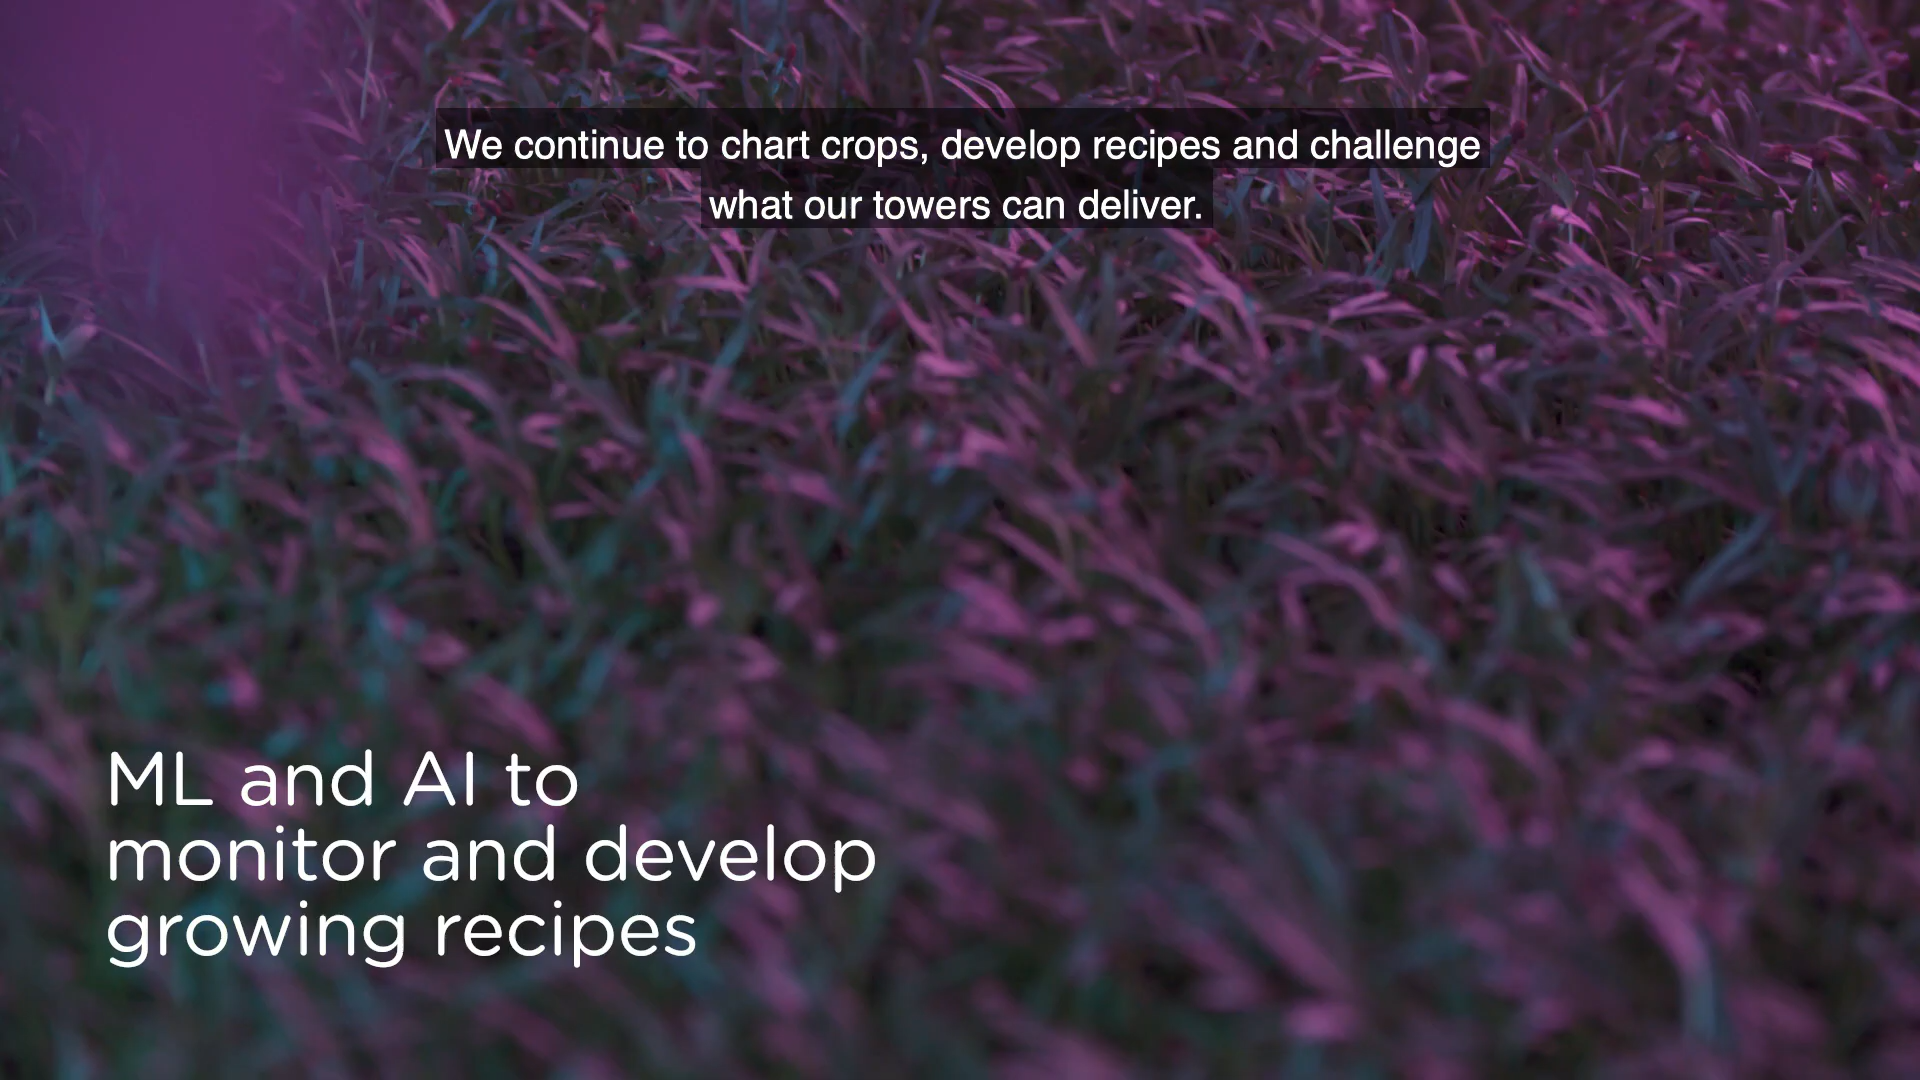 We continue to chart crops, develop recipes and challenge
what our towers can deliver.
ML and AI to
monitor and develop
growing recipes